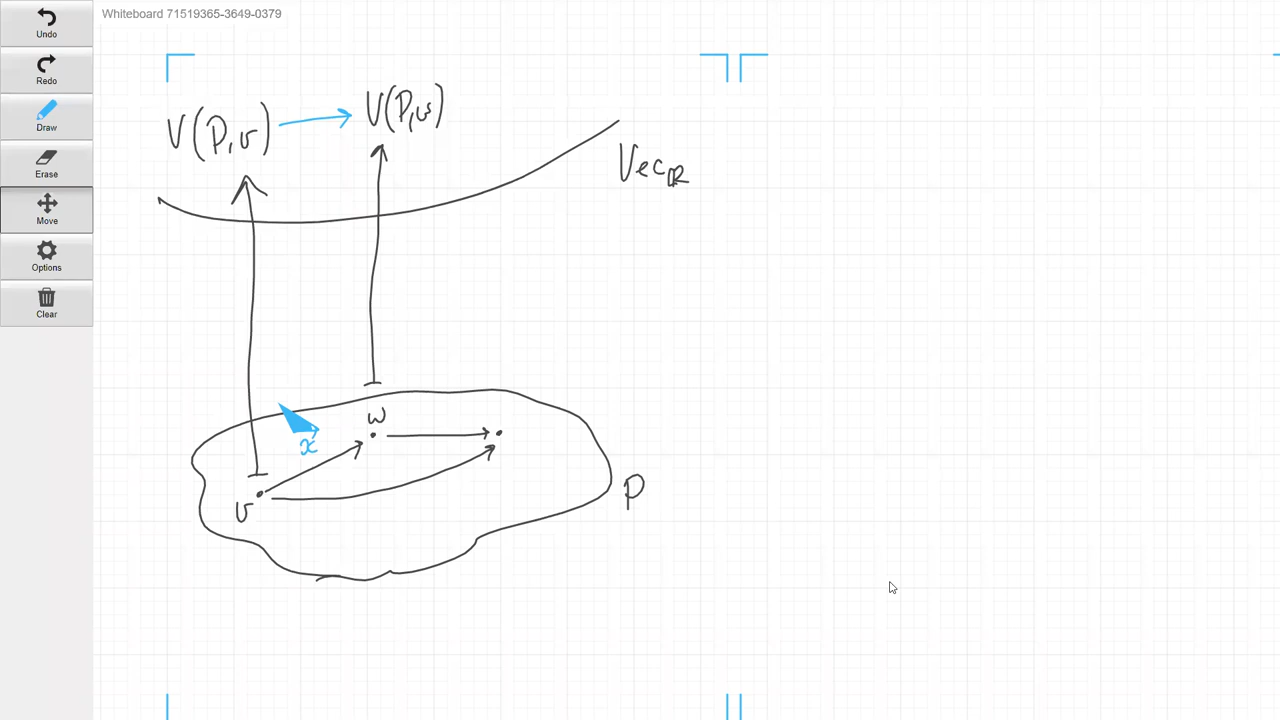 Whiteboard 71519365-3649-0379
Undo
Redo
Draw
Erase
Move
Options
Clear
V(P,v)
V(P,w)
Vec_ℝ
w
x
v
P